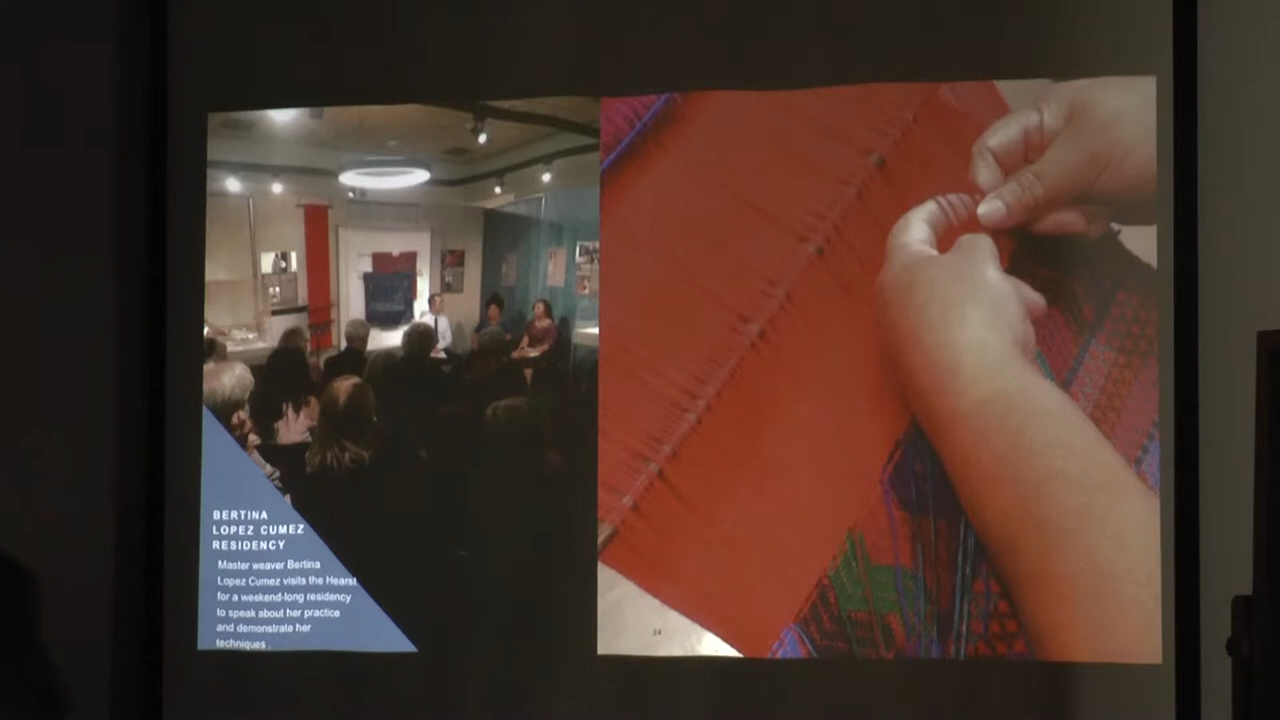 BERTINA
LOPEZ CUMEZ
RESIDENCY
Master weaver Bertina
Lopez Cumez visits the Hearst
for a weekend-long residency
to speak about her practice
and demonstrate her
techniques .
24